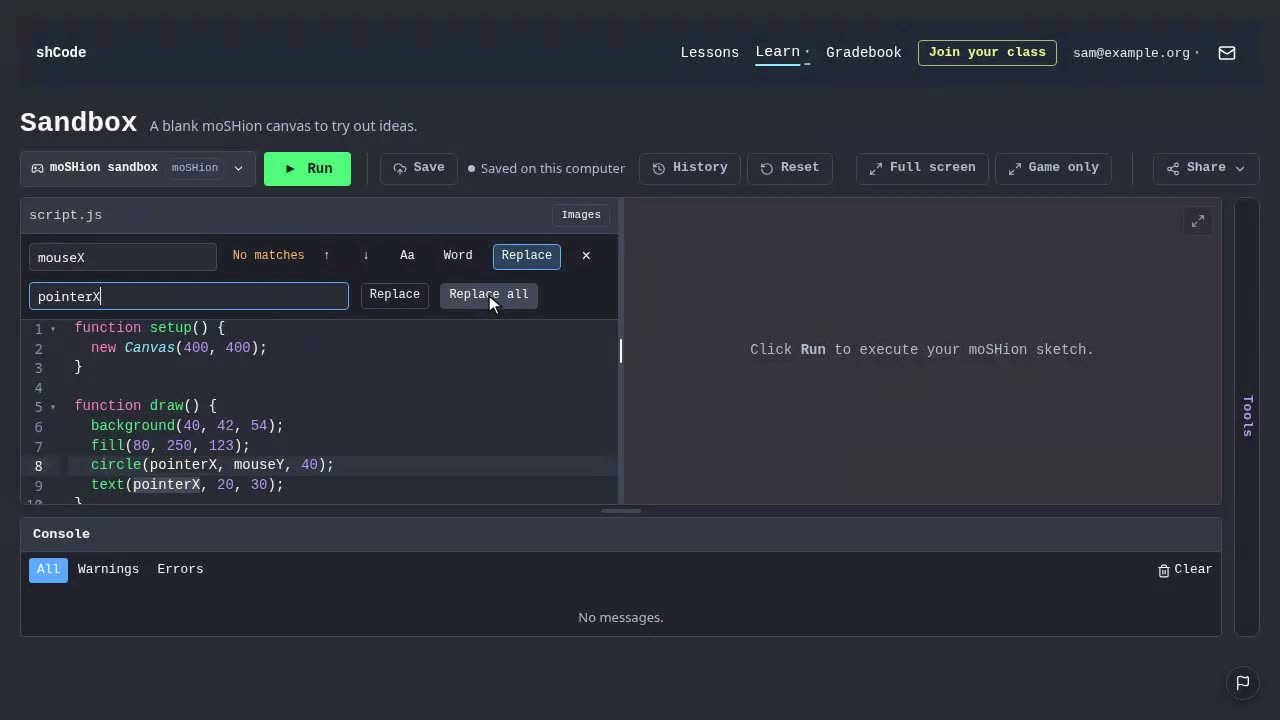 shCode
Lessons Learn Gradebook Join your class sam@example.org
Sandbox A blank moSHion canvas to try out ideas.
moSHion sandbox moSHion Run Save Saved on this computer History Reset Full screen Game only Share
script.js Images
mouseX No matches ↑ ↓ Aa Word Replace ×
pointerX Replace Replace all
1 function setup() {
2 new Canvas(400, 400);
3 }
4
5 function draw() {
6 background(40, 42, 54);
7 fill(80, 250, 123);
8 circle(pointerX, mouseY, 40);
9 text(pointerX, 20, 30);
10 }
Click Run to execute your moSHion sketch.
Tools
Console
All Warnings Errors Clear
No messages.